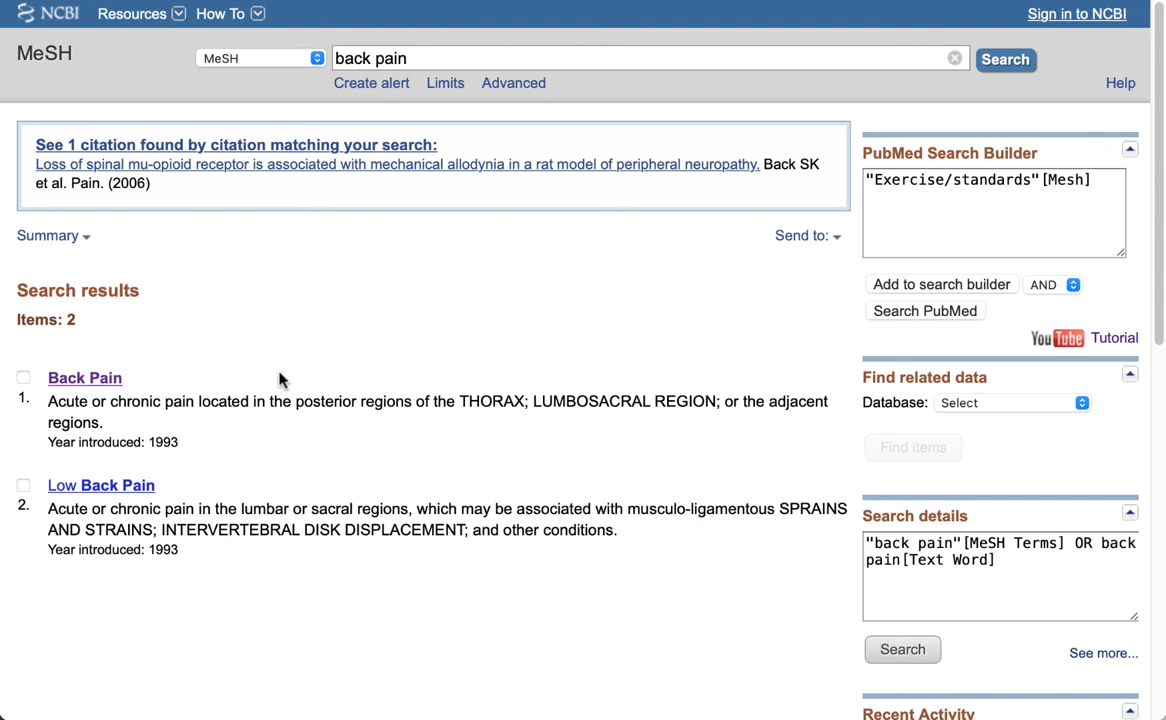 NCBI Resources How To Sign in to NCBI
MeSH MeSH back pain Search
Create alert Limits Advanced Help
See 1 citation found by citation matching your search:
Loss of spinal mu-opioid receptor is associated with mechanical allodynia in a rat model of peripheral neuropathy. Back SK
et al. Pain. (2006)
Summary Send to:
Search results
Items: 2
Back Pain
1. Acute or chronic pain located in the posterior regions of the THORAX; LUMBOSACRAL REGION; or the adjacent
regions.
Year introduced: 1993
Low Back Pain
2. Acute or chronic pain in the lumbar or sacral regions, which may be associated with musculo-ligamentous SPRAINS
AND STRAINS; INTERVERTEBRAL DISK DISPLACEMENT; and other conditions.
Year introduced: 1993
PubMed Search Builder
"Exercise/standards"[Mesh]
Add to search builder AND
Search PubMed
YouTube Tutorial
Find related data
Database: Select
Find items
Search details
"back pain"[MeSH Terms] OR back
pain[Text Word]
Search See more...
Recent Activity